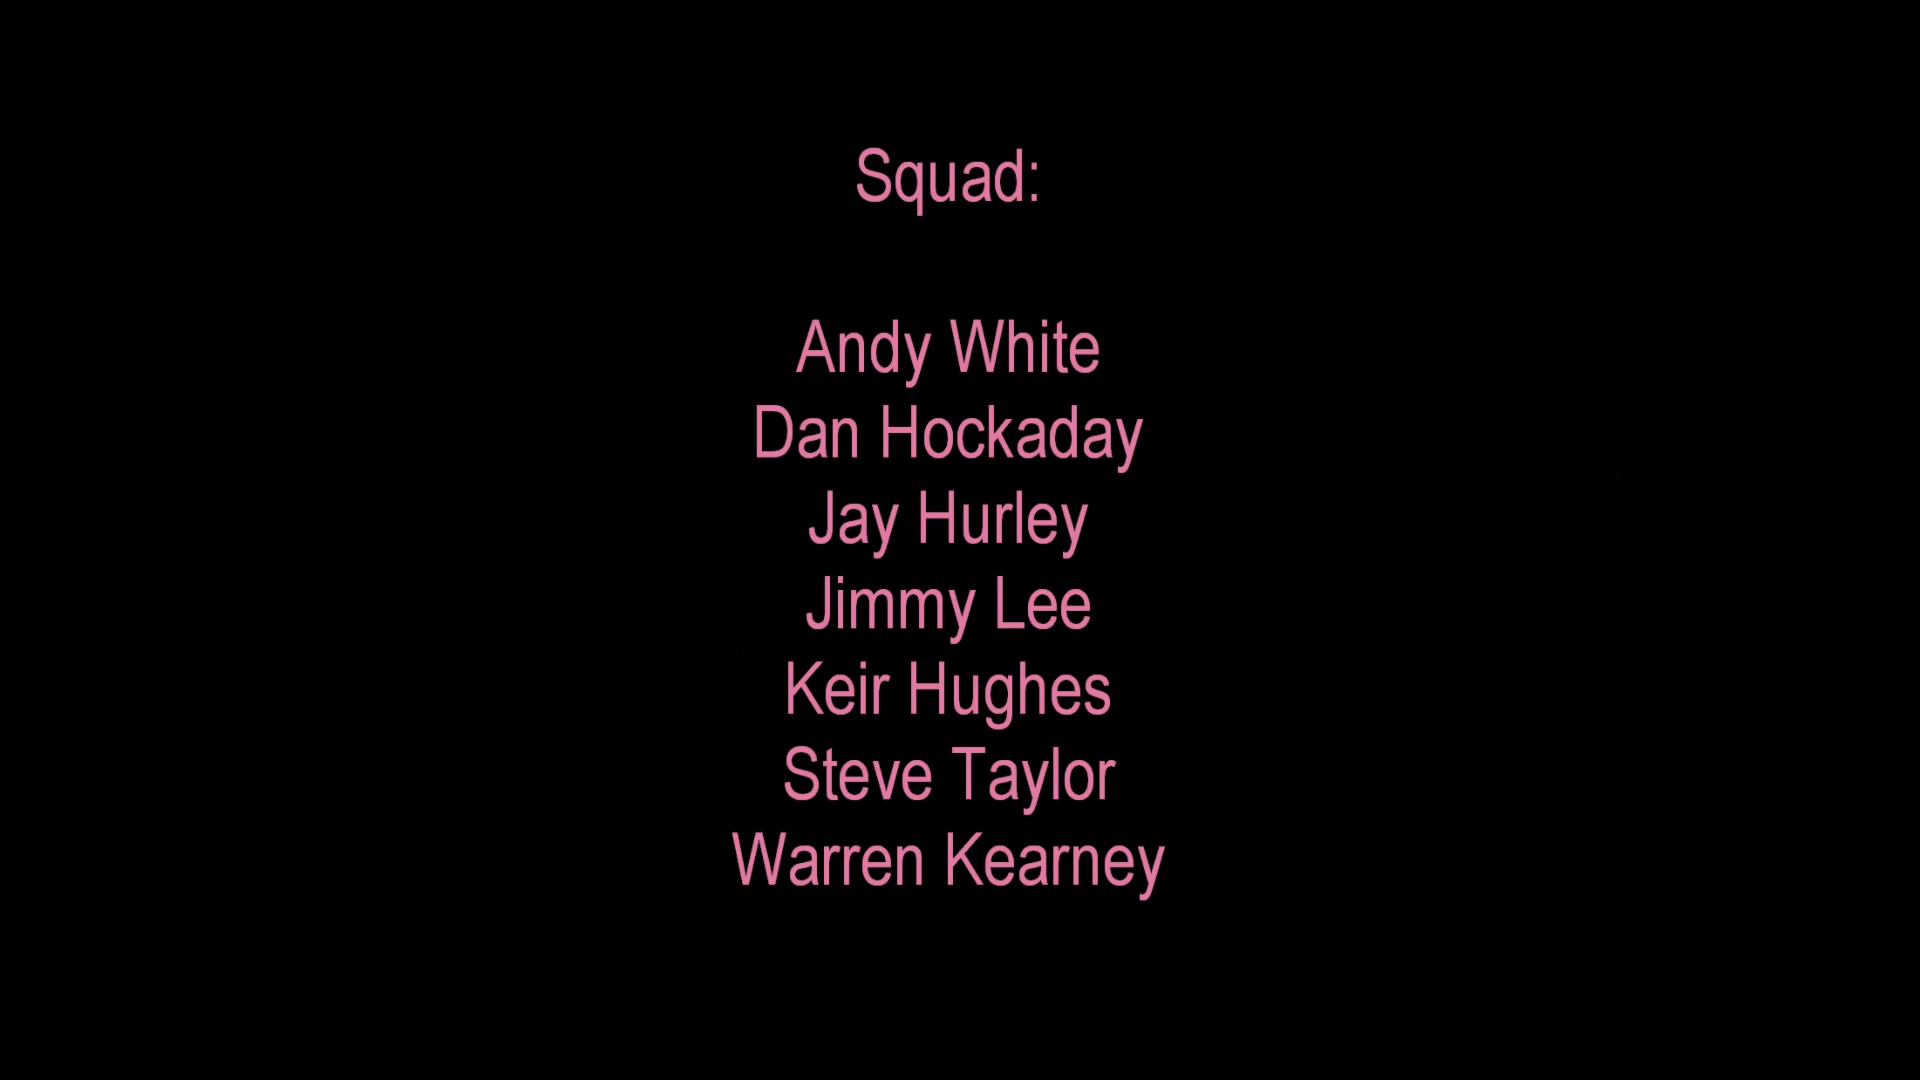 Squad:
Andy White
Dan Hockaday
Jay Hurley
Jimmy Lee
Keir Hughes
Steve Taylor
Warren Kearney